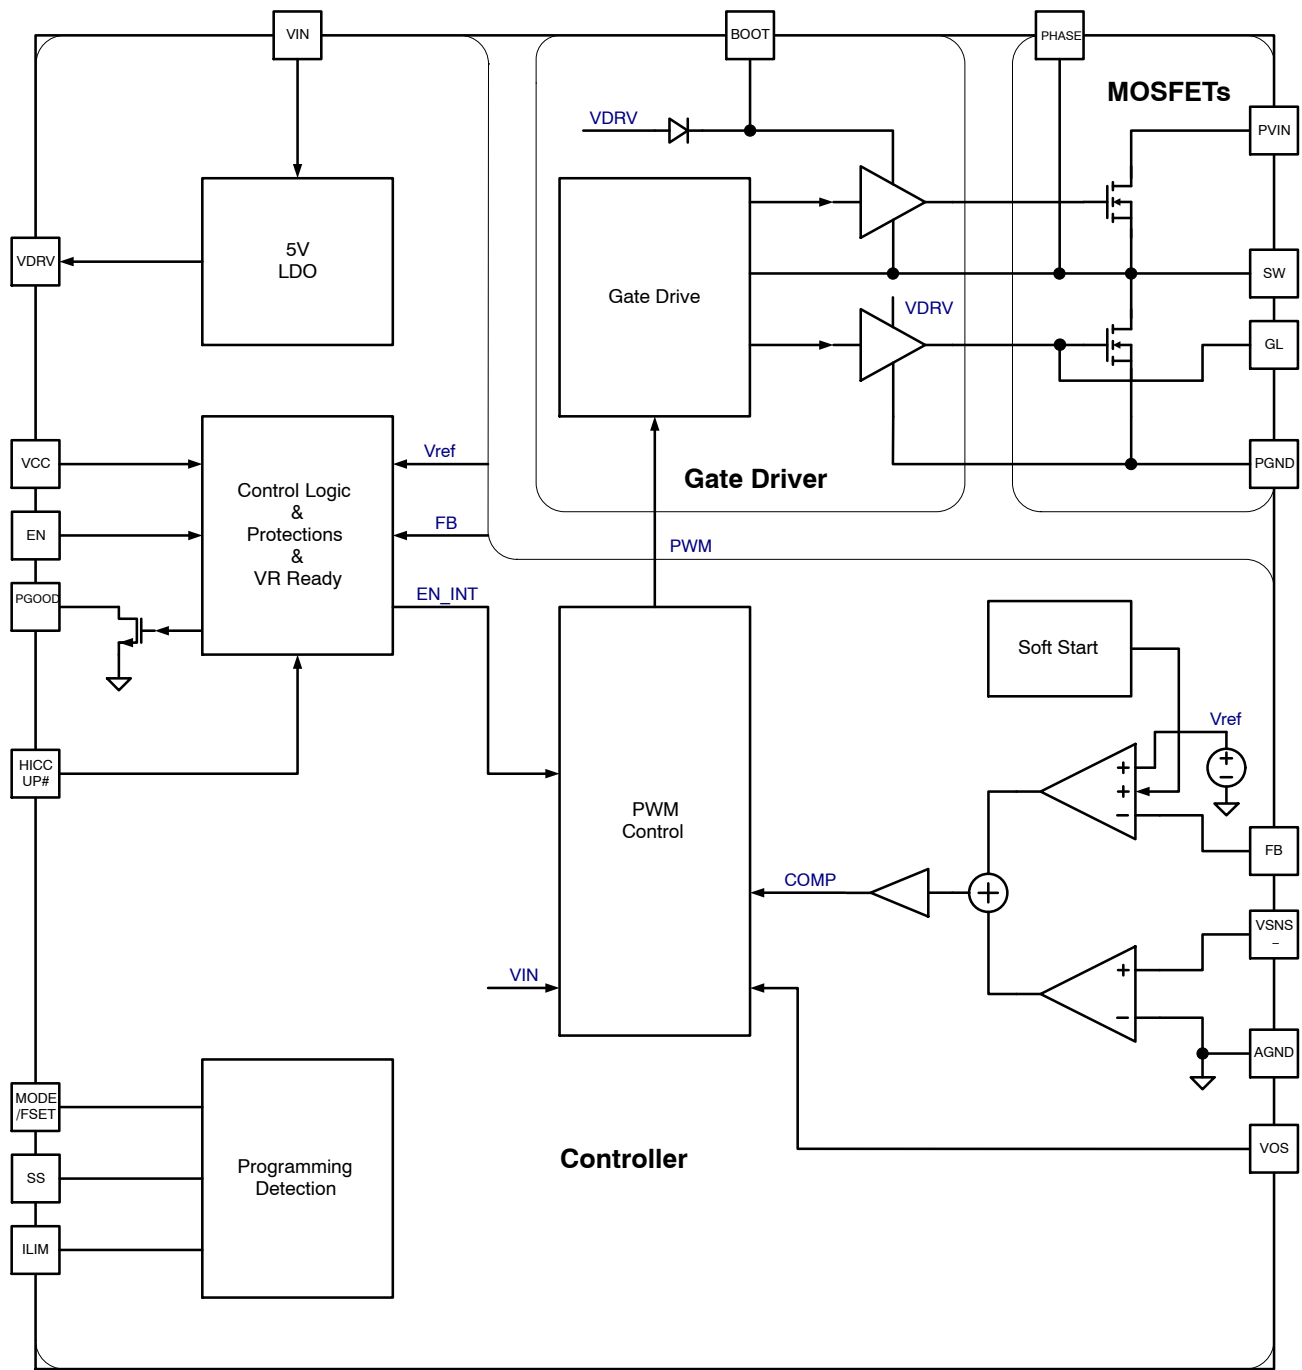 VIN
BOOT
PHASE
MOSFETs
VDRV
PVIN
5V
LDO
VDRV
Gate Drive
SW
VDRV
GL
VCC
Vref
PGND
Control Logic
&
Protections
&
VR Ready
Gate Driver
EN
FB
PWM
PGOOD
EN_INT
Soft Start
Vref
HICC
UP#
+
–
+
+
–
PWM
Control
FB
COMP
+
VSNS
–
VIN
+
–
AGND
MODE
/FSET
SS
ILIM
Programming
Detection
Controller
VOS